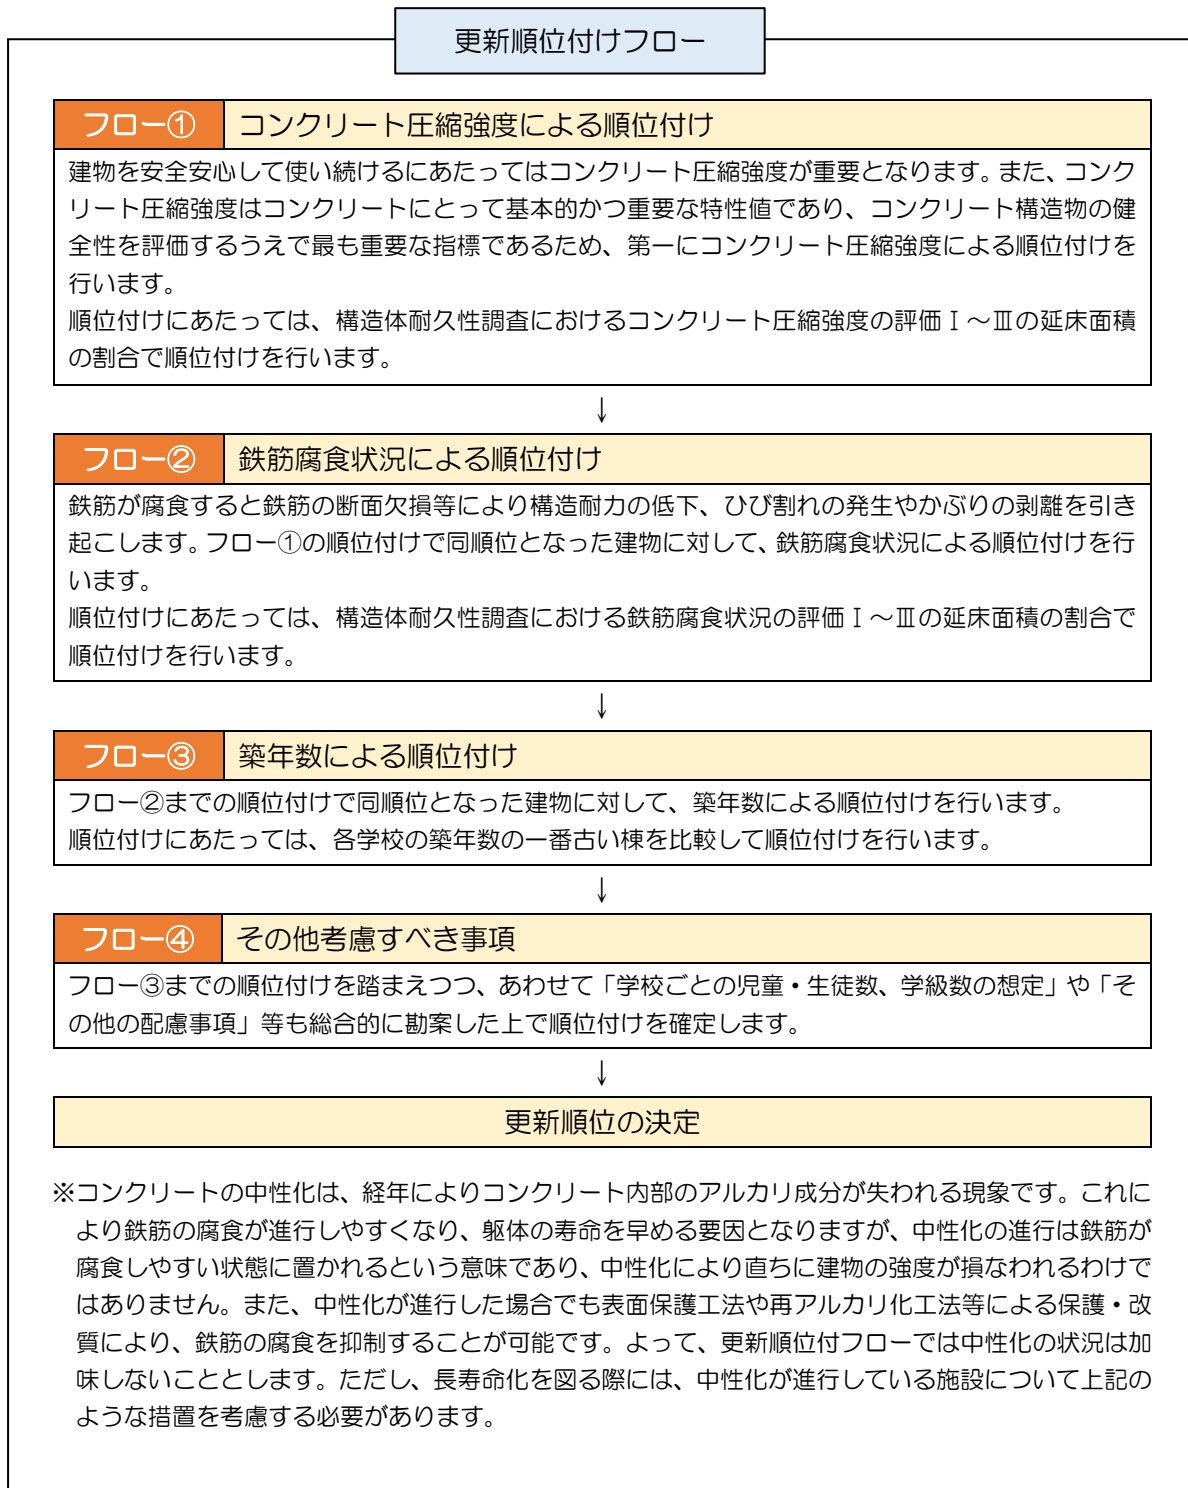 更新順位付けフロー
フロー① コンクリート圧縮強度による順位付け
建物を安全安心して使い続けるにあたってはコンクリート圧縮強度が重要となります。また、コンク
リート圧縮強度はコンクリートにとって基本的かつ重要な特性値であり、コンクリート構造物の健
全性を評価するうえで最も重要な指標であるため、第一にコンクリート圧縮強度による順位付けを
行います。
順位付けにあたっては、構造体耐久性調査におけるコンクリート圧縮強度の評価Ⅰ～Ⅲの延床面積
の割合で順位付けを行います。
↓
フロー② 鉄筋腐食状況による順位付け
鉄筋が腐食すると鉄筋の断面欠損等により構造耐力の低下、ひび割れの発生やかぶりの剥離を引き
起こします。フロー①の順位付けで同順位となった建物に対して、鉄筋腐食状況による順位付けを行
います。
順位付けにあたっては、構造体耐久性調査における鉄筋腐食状況の評価Ⅰ～Ⅲの延床面積の割合で
順位付けを行います。
↓
フロー③ 築年数による順位付け
フロー②までの順位付けで同順位となった建物に対して、築年数による順位付けを行います。
順位付けにあたっては、各学校の築年数の一番古い棟を比較して順位付けを行います。
↓
フロー④ その他考慮すべき事項
フロー③までの順位付けを踏まえつつ、あわせて「学校ごとの児童・生徒数、学級数の想定」や「そ
の他の配慮事項」等も総合的に勘案した上で順位付けを確定します。
↓
更新順位の決定
※コンクリートの中性化は、経年によりコンクリート内部のアルカリ成分が失われる現象です。これに
より鉄筋の腐食が進行しやすくなり、躯体の寿命を早める要因となりますが、中性化の進行は鉄筋が
腐食しやすい状態に置かれるという意味であり、中性化により直ちに建物の強度が損なわれるわけで
はありません。また、中性化が進行した場合でも表面保護工法や再アルカリ化工法等による保護・改
質により、鉄筋の腐食を抑制することが可能です。よって、更新順位付フローでは中性化の状況は加
味しないこととします。ただし、長寿命化を図る際には、中性化が進行している施設について上記の
ような措置を考慮する必要があります。